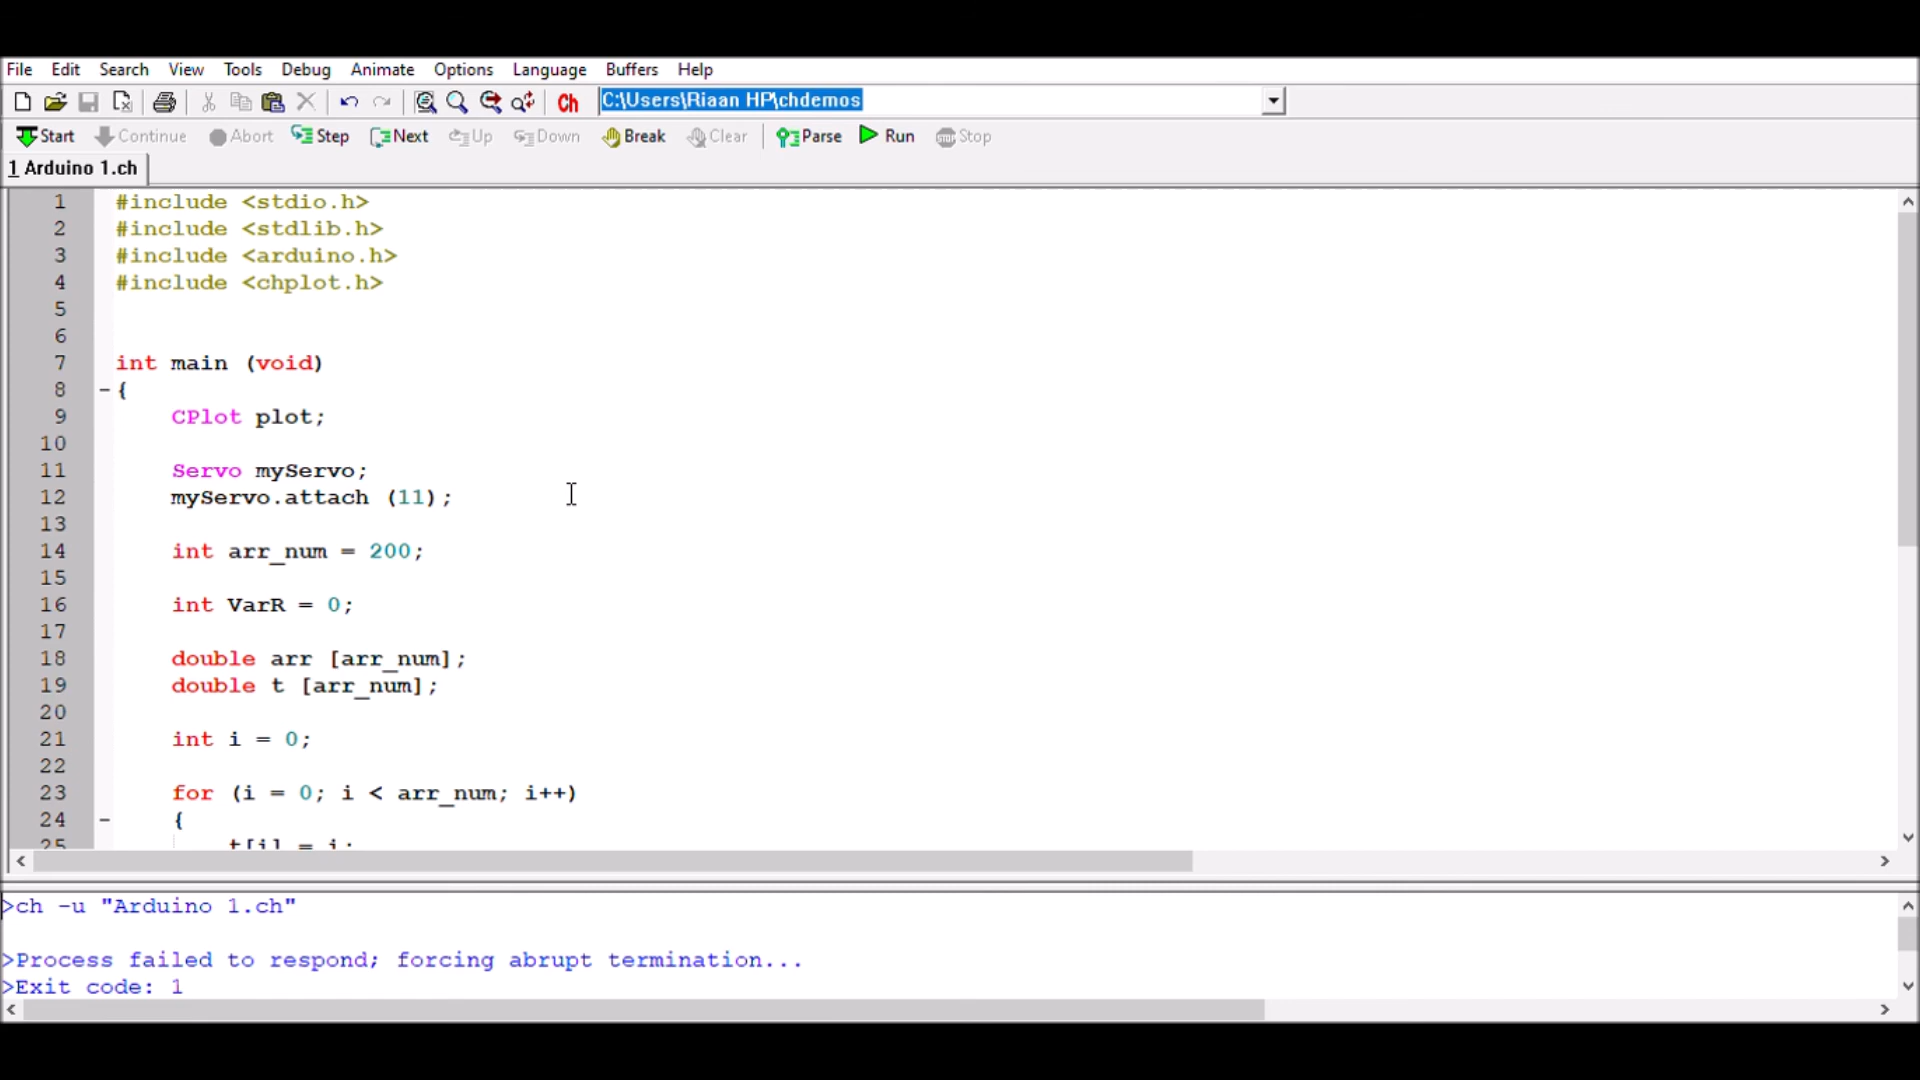 File Edit Search View Tools Debug Animate Options Language Buffers Help
Ch C:\Users\Riaan HP\chdemos
Start Continue Abort Step Next Up Down Break Clear Parse Run Stop
1 Arduino 1.ch
1 #include <stdio.h>
2 #include <stdlib.h>
3 #include <arduino.h>
4 #include <chplot.h>
5
6
7 int main (void)
8 {
9 CPlot plot;
10
11 Servo myServo;
12 myServo.attach (11);
13
14 int arr_num = 200;
15
16 int VarR = 0;
17
18 double arr [arr_num];
19 double t [arr_num];
20
21 int i = 0;
22
23 for (i = 0; i < arr_num; i++)
24 {
25 t[i] = i;
>ch -u "Arduino 1.ch"
>Process failed to respond; forcing abrupt termination...
>Exit code: 1